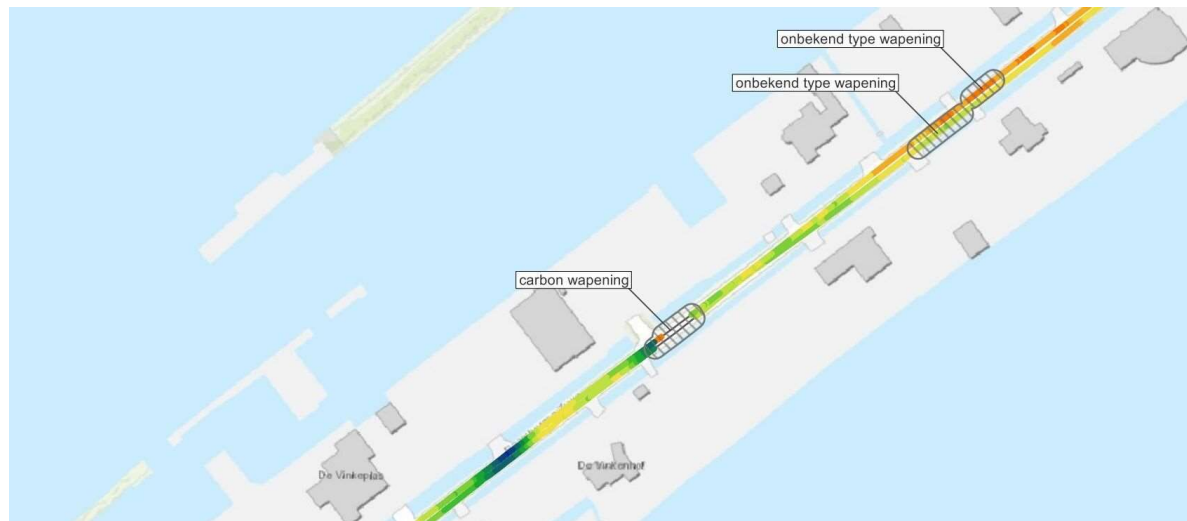 onbekend type wapening
onbekend type wapening
carbon wapening
De Vinkeplas
De Vinkenhof